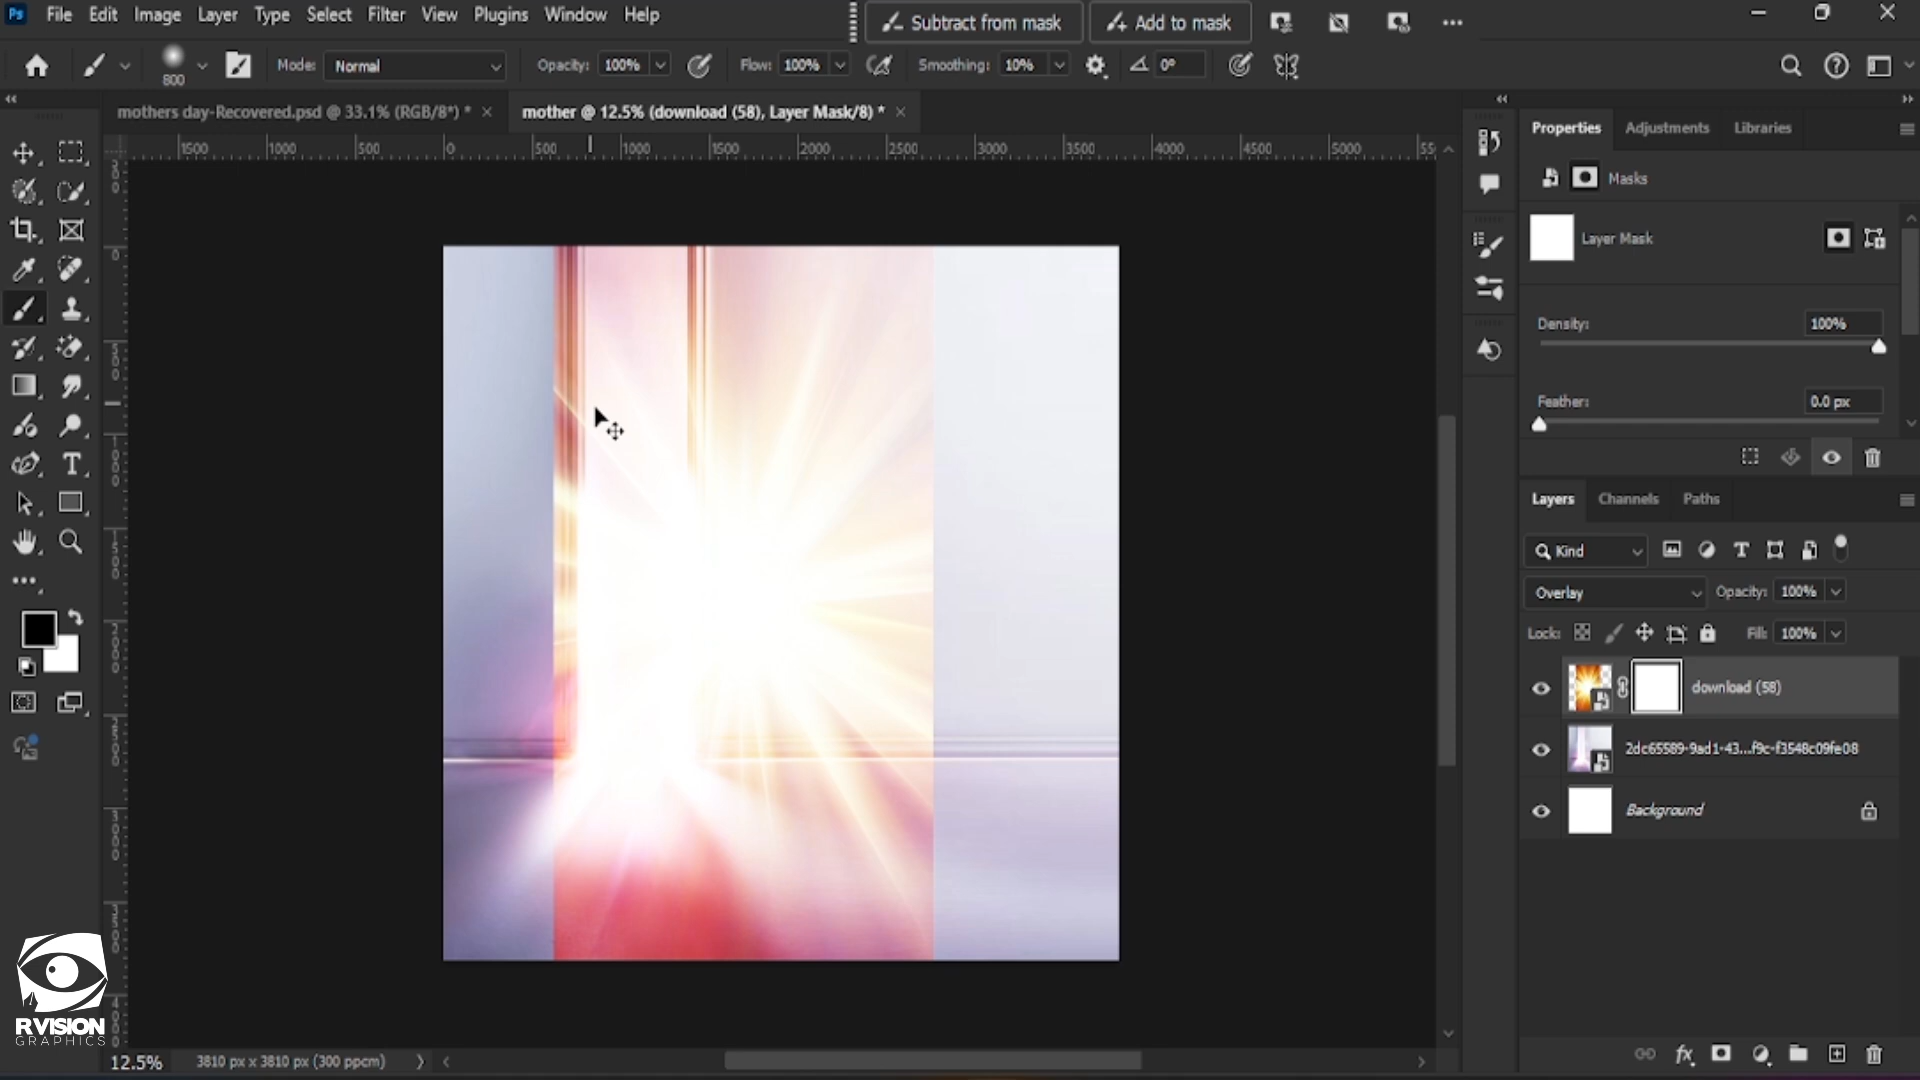 Ps File Edit Image Layer Type Select Filter View Plugins Window Help
Subtract from mask Add to mask
800 Mode: Normal Opacity: 100% Flow: 100% Smoothing: 10% 0°
mothers day-Recovered.psd @ 33.1% (RGB/8*) * mother @ 12.5% (download (58), Layer Mask/8) *
1500 1000 500 0 500 1000 1500 2000 2500 3000 3500 4000 4500 5000 55
Properties Adjustments Libraries
Masks
Layer Mask
Density: 100%
Feather: 0.0 px
Layers Channels Paths
Kind
Overlay Opacity: 100%
Lock: Fill: 100%
download (58)
2dc65589-9ad1-43...f9c-f3548c09fe08
Background
RVISION
GRAPHICS
12.5% 3810 px x 3810 px (300 ppcm)